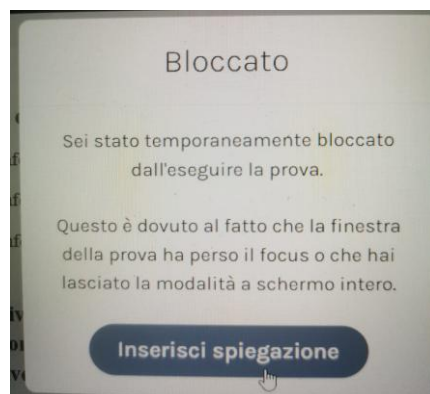 Bloccato
Sei stato temporaneamente bloccato
dall'eseguire la prova.
Questo è dovuto al fatto che la finestra
della prova ha perso il focus o che hai
lasciato la modalità a schermo intero.
Inserisci spiegazione